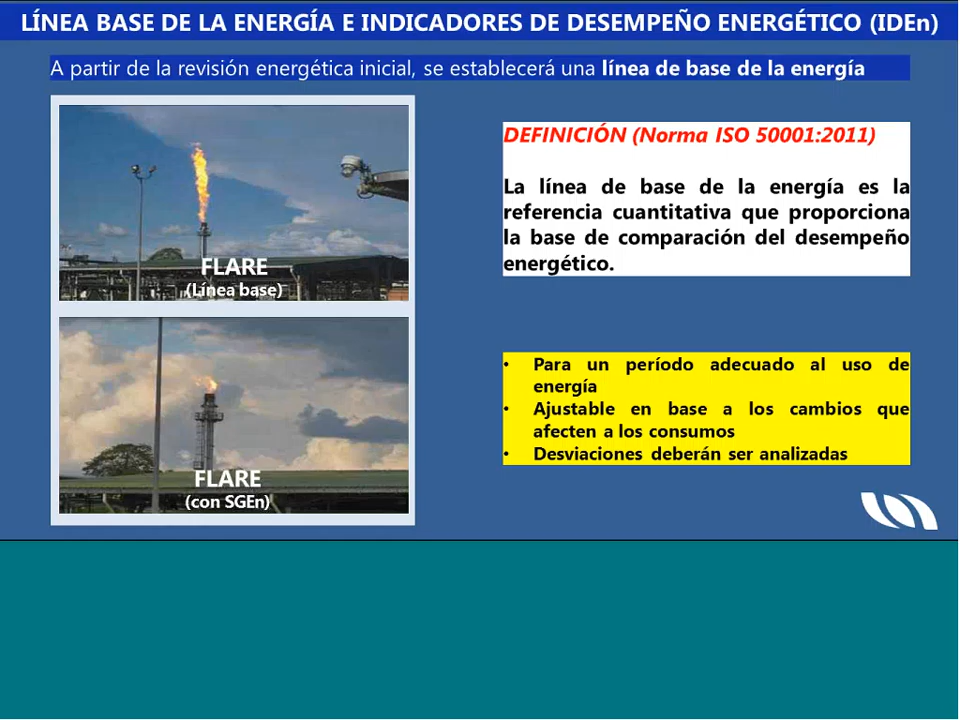 LÍNEA BASE DE LA ENERGÍA E INDICADORES DE DESEMPEÑO ENERGÉTICO (IDEn)
A partir de la revisión energética inicial, se establecerá una línea de base de la energía
FLARE
(Línea base)
FLARE
(con SGEn)
DEFINICIÓN (Norma ISO 50001:2011)
La línea de base de la energía es la
referencia cuantitativa que proporciona
la base de comparación del desempeño
energético.
• Para un período adecuado al uso de
energía
• Ajustable en base a los cambios que
afecten a los consumos
• Desviaciones deberán ser analizadas